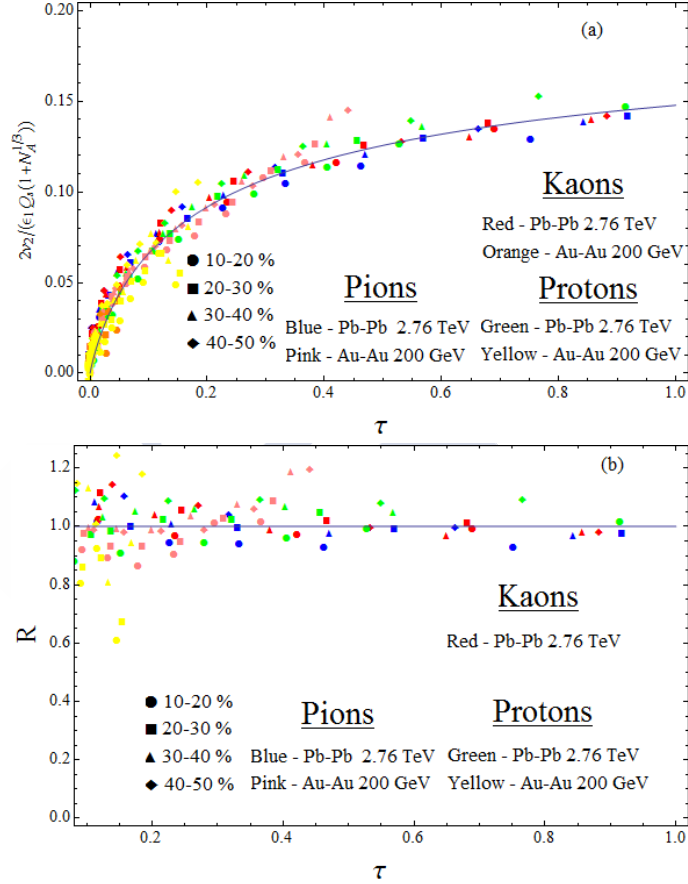 0.20
(a)
0.15
0.10
0.05
0.00
2v₂/(ϵ₁ Q_A (1+N_A^{1/3}))
Kaons
Red - Pb-Pb 2.76 TeV
Orange - Au-Au 200 GeV
10-20 %
20-30 %
30-40 %
40-50 %
Pions
Blue - Pb-Pb 2.76 TeV
Pink - Au-Au 200 GeV
Protons
Green - Pb-Pb 2.76 TeV
Yellow - Au-Au 200 GeV
0.0 0.2 0.4 0.6 0.8 1.0
τ
(b)
1.2
1.0
0.8
0.6
0.4
0.2
0.0
R
Kaons
Red - Pb-Pb 2.76 TeV
10-20 %
20-30 %
30-40 %
40-50 %
Pions
Blue - Pb-Pb 2.76 TeV
Pink - Au-Au 200 GeV
Protons
Green - Pb-Pb 2.76 TeV
Yellow - Au-Au 200 GeV
0.2 0.4 0.6 0.8 1.0
τ